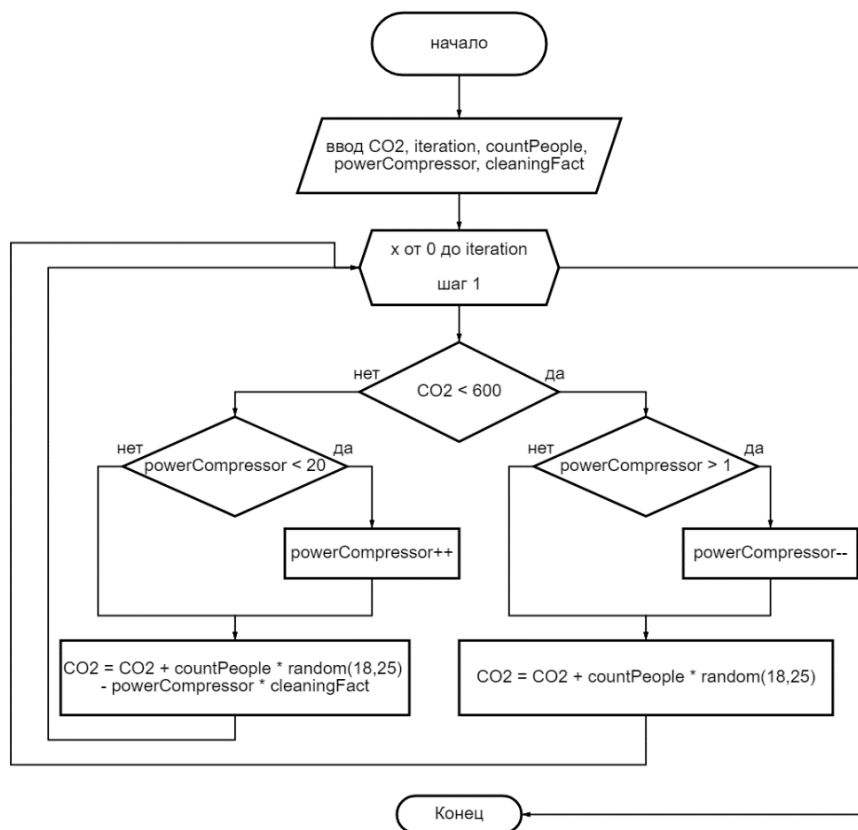 начало
ввод CO2, iteration, countPeople,
powerCompressor, cleaningFact
x от 0 до iteration
шаг 1
нет
да
CO2 < 600
нет
да
powerCompressor < 20
нет
да
powerCompressor > 1
powerCompressor++
powerCompressor--
CO2 = CO2 + countPeople * random(18,25)
- powerCompressor * cleaningFact
CO2 = CO2 + countPeople * random(18,25)
Конец